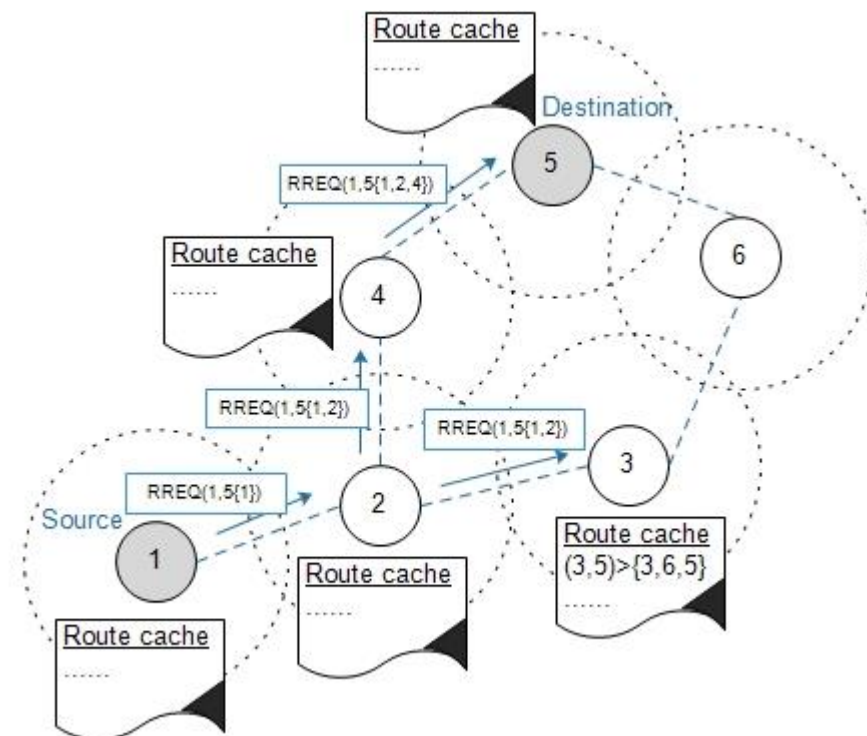 Route cache
......
Destination
5
RREQ(1,5{1,2,4})
Route cache
......
4
6
RREQ(1,5{1,2})
RREQ(1,5{1,2})
3
RREQ(1,5{1})
2
Source
1
Route cache
(3,5)>{3,6,5}
......
Route cache
......
Route cache
......